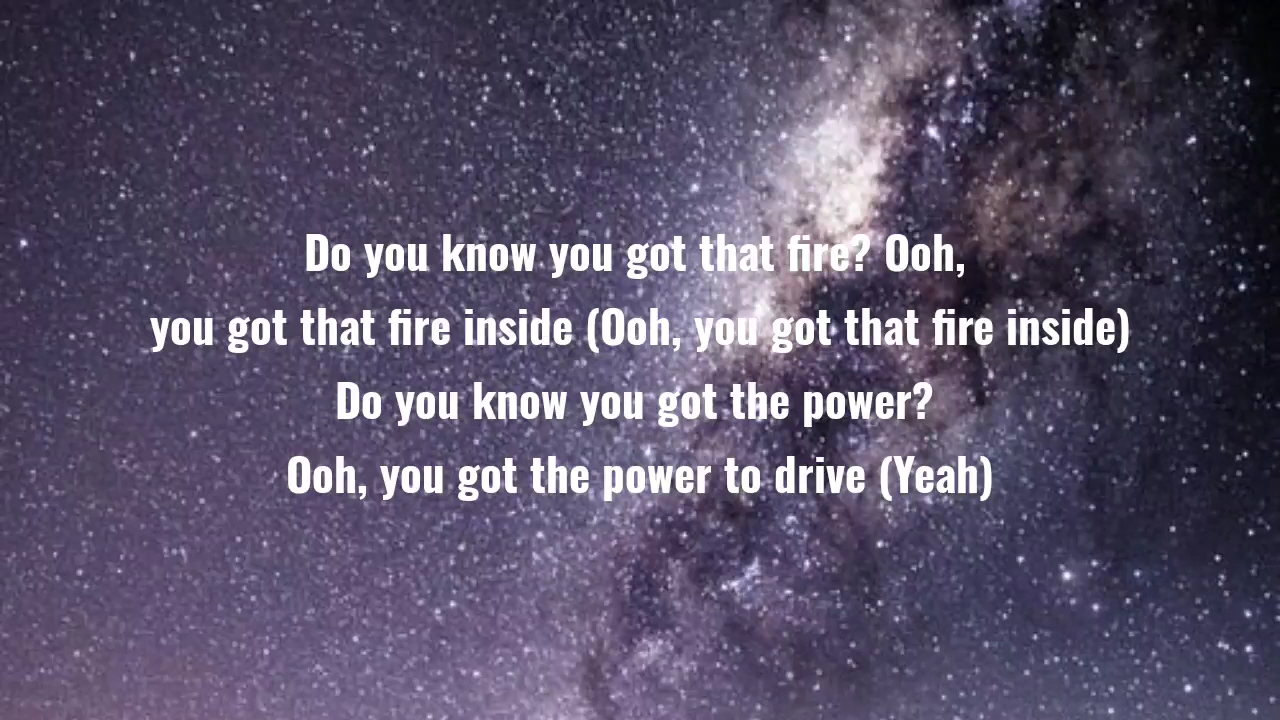 Do you know you got that fire? Ooh,
you got that fire inside (Ooh, you got that fire inside)
Do you know you got the power?
Ooh, you got the power to drive (Yeah)